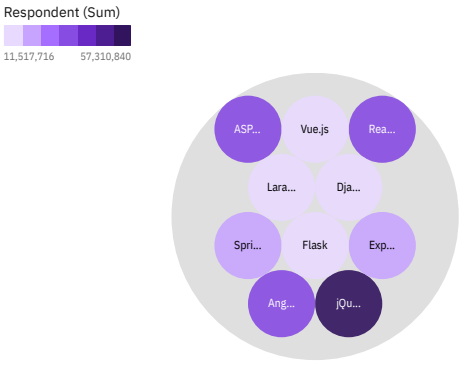 Respondent (Sum)
11,517,716 57,310,840
ASP... Vue.js Rea...
Lara... Dja...
Spri... Flask Exp...
Ang... jQu...